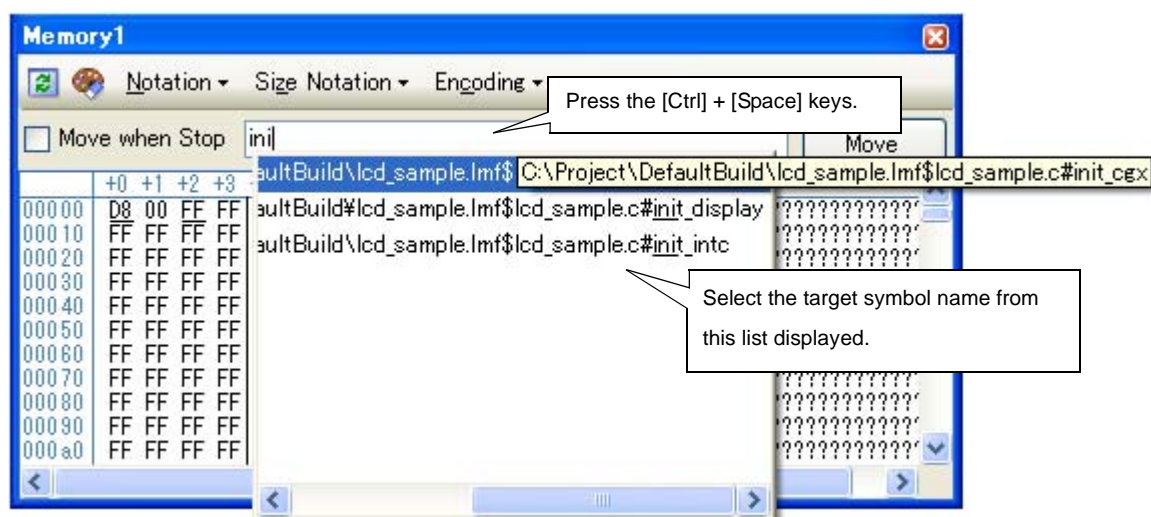 Memory1
Notation Size Notation Encoding
Press the [Ctrl] + [Space] keys.
Move when Stop ini Move
+0 +1 +2 +3
aultBuild\lcd_sample.lmf$ C:\Project\DefaultBuild\lcd_sample.lmf$lcd_sample.c#init_cgx
00000 D8 00 FF FF aultBuild¥lcd_sample.lmf$lcd_sample.c#init_display ????????????
00010 FF FF FF FF ????????????
00020 FF FF FF FF aultBuild\lcd_sample.lmf$lcd_sample.c#init_intc ????????????
00030 FF FF FF FF
00040 FF FF FF FF Select the target symbol name from
00050 FF FF FF FF this list displayed.
00060 FF FF FF FF
00070 FF FF FF FF ????????????
00080 FF FF FF FF ????????????
00090 FF FF FF FF ????????????
000a0 FF FF FF FF ????????????